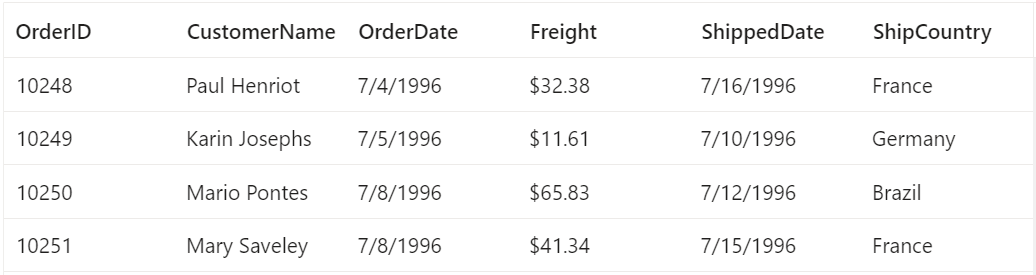 OrderID CustomerName OrderDate Freight ShippedDate ShipCountry
10248 Paul Henriot 7/4/1996 $32.38 7/16/1996 France
10249 Karin Josephs 7/5/1996 $11.61 7/10/1996 Germany
10250 Mario Pontes 7/8/1996 $65.83 7/12/1996 Brazil
10251 Mary Saveley 7/8/1996 $41.34 7/15/1996 France